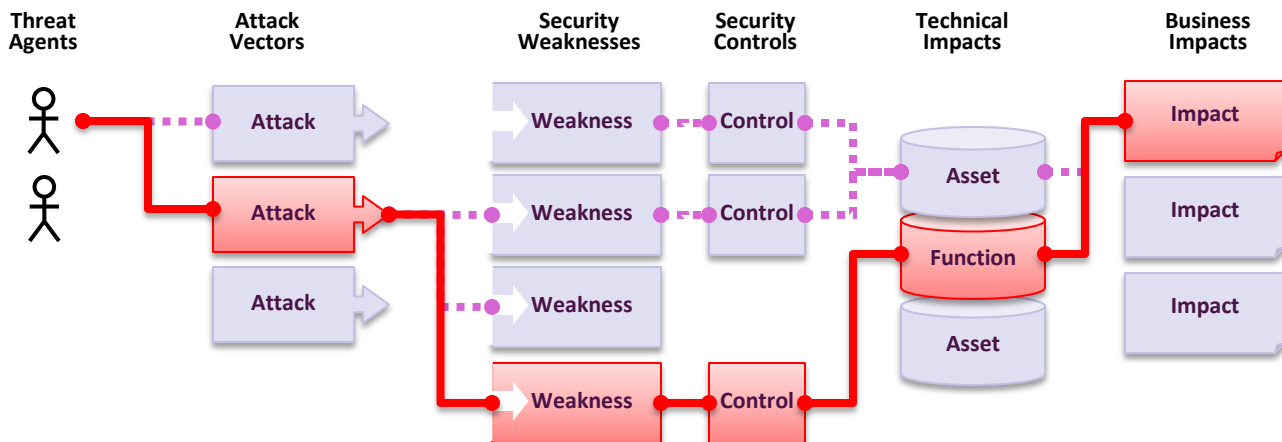 Threat
Agents
Attack
Vectors
Security
Weaknesses
Security
Controls
Technical
Impacts
Business
Impacts
Attack
Attack
Attack
Weakness
Weakness
Weakness
Weakness
Control
Control
Control
Asset
Function
Asset
Impact
Impact
Impact